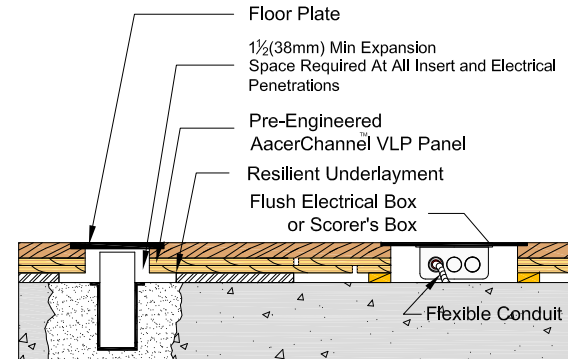 Floor Plate
1½(38mm) Min Expansion
Space Required At All Insert and Electrical
Penetrations
Pre-Engineered
AacerChannel™ VLP Panel
Resilient Underlayment
Flush Electrical Box
or Scorer's Box
Flexible Conduit